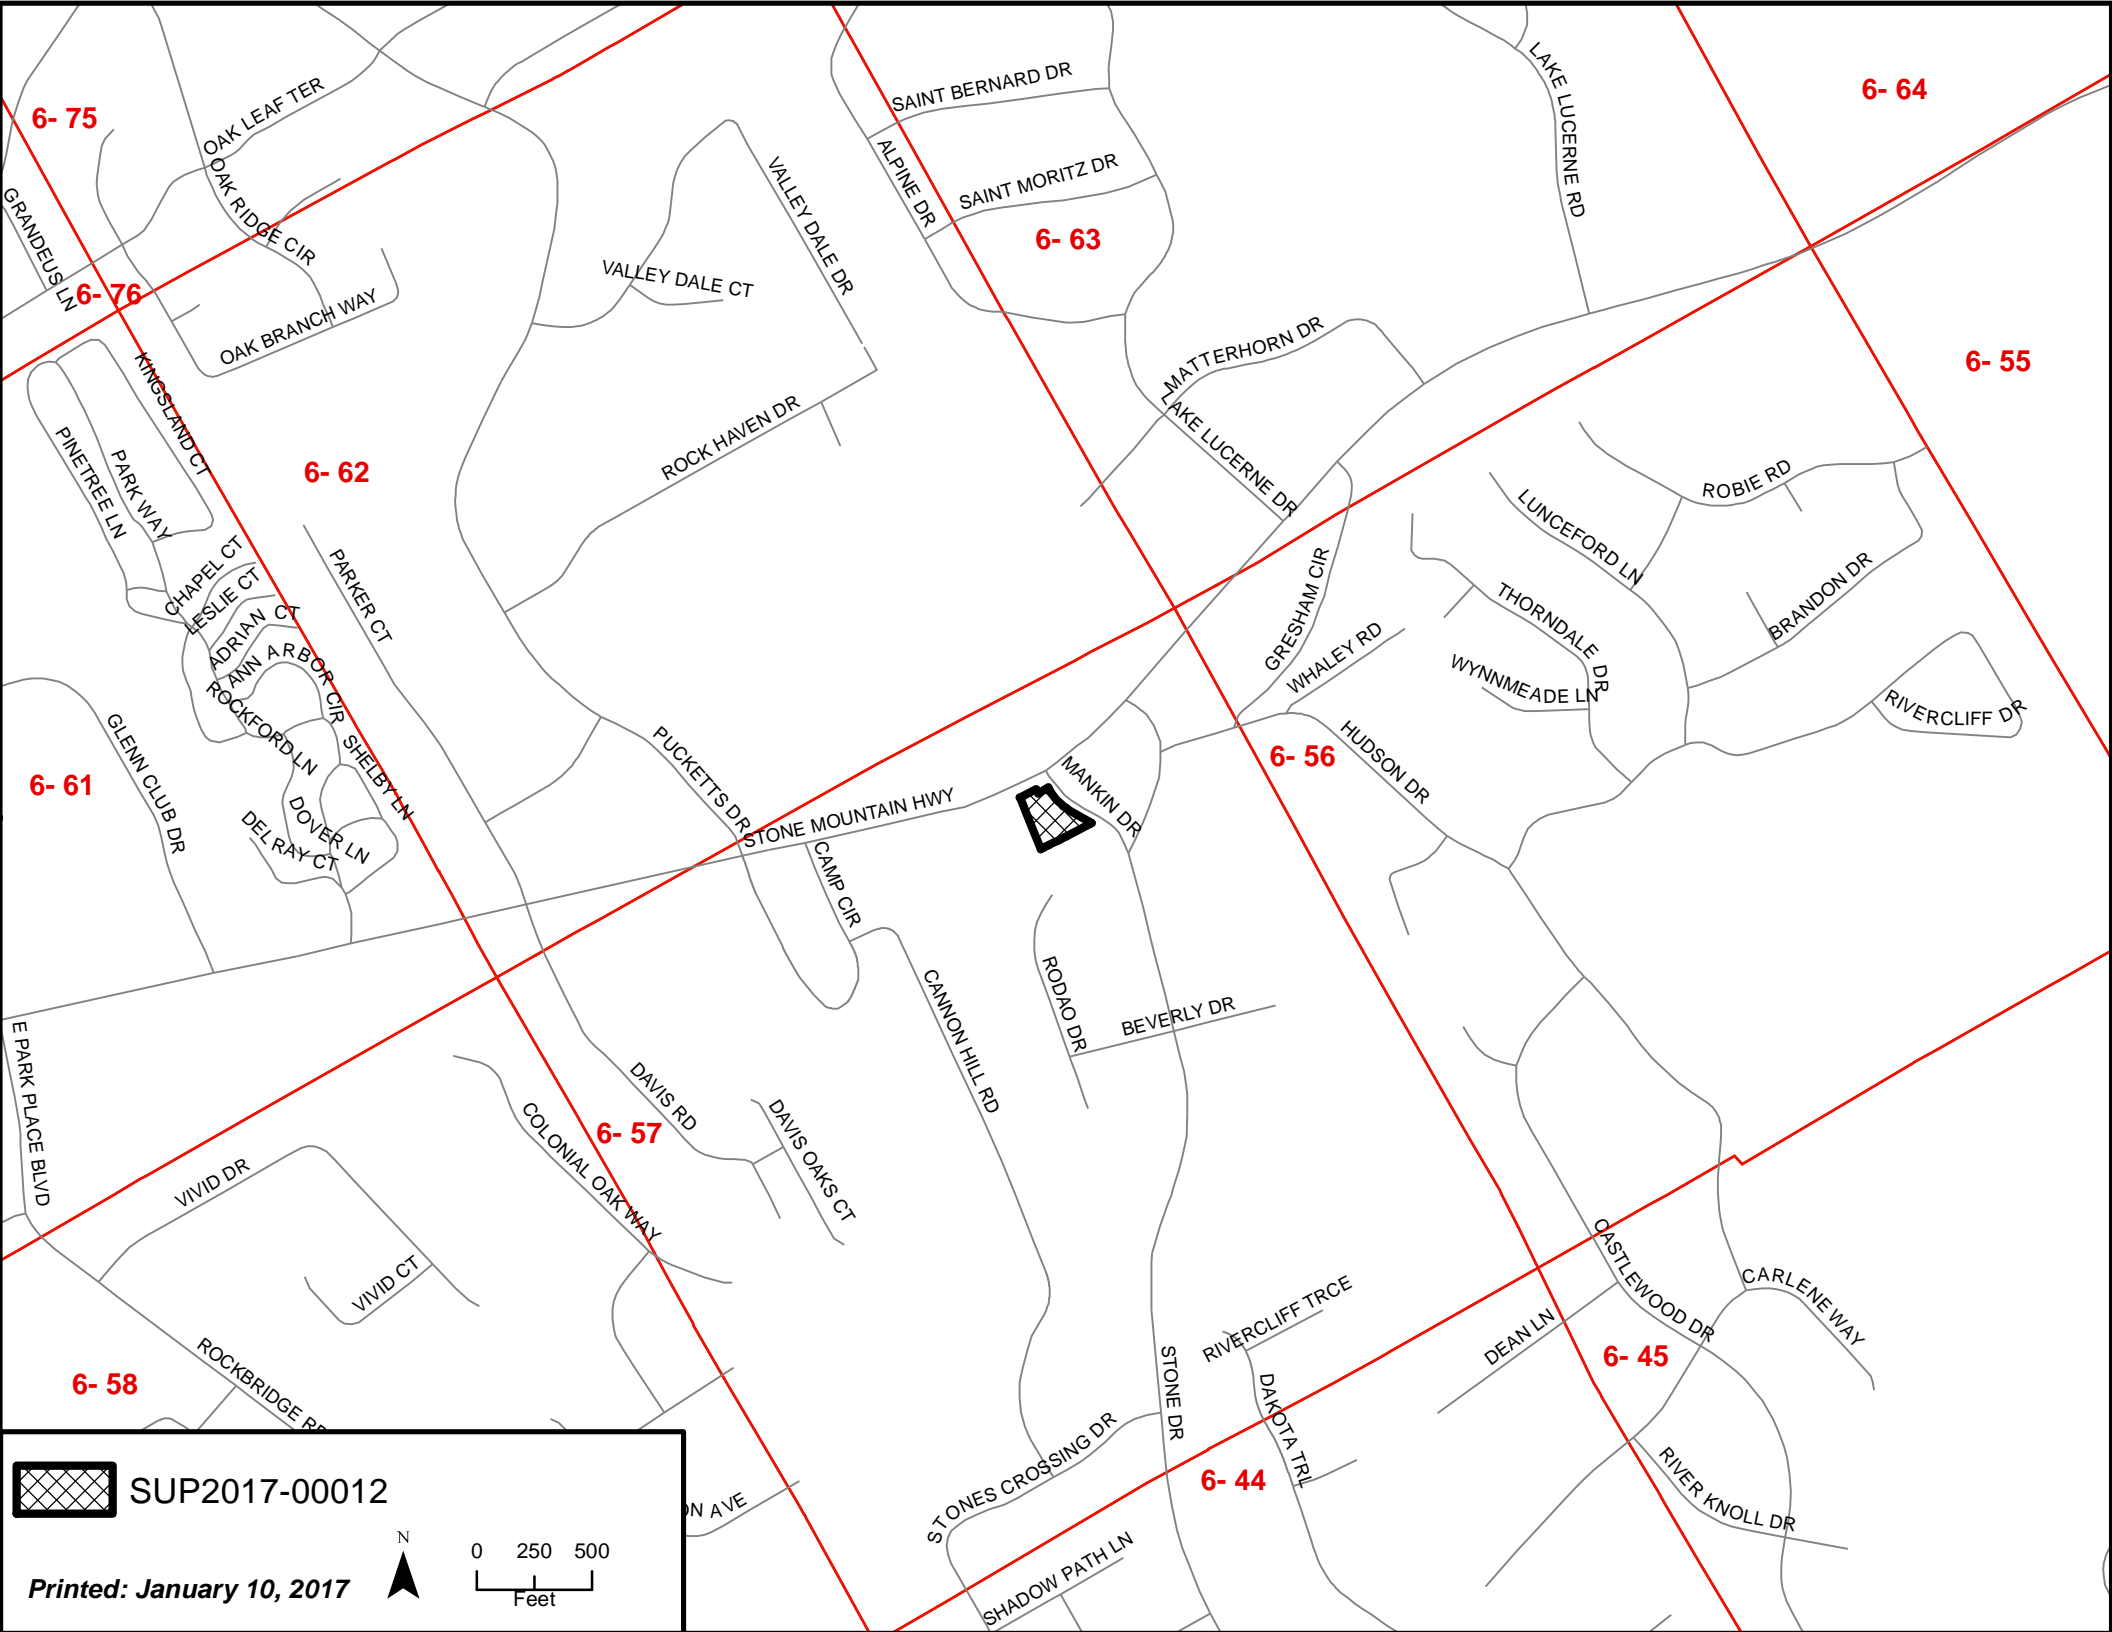 SAINT BERNARD DR
LAKE LUCERNE RD
6- 64
6- 75
OAK LEAF TER
ALPINE DR
SAINT MORITZ DR
OAK RIDGE CIR
VALLEY DALE DR
GRANDEUS LN
6- 63
VALLEY DALE CT
6- 76
OAK BRANCH WAY
MATTERHORN DR
6- 55
KINGSLAND CT
LAKE LUCERNE DR
ROCK HAVEN DR
PINETREE LN
PARK WAY
6- 62
ROBIE RD
LUNCEFORD LN
CHAPEL CT
LESLIE CT
PARKER CT
GRESHAM CIR
THORNDALE DR
BRANDON DR
ADRIAN CT
ANN ARBOR CIR
WHALEY RD
WYNNMEADE LN
ROCKFORD LN
RIVERCLIFF DR
GLENN CLUB DR
SHELBY LN
PUCKETTS DR
HUDSON DR
6- 56
MANKIN DR
6- 61
STONE MOUNTAIN HWY
DOVER LN
DEL RAY CT
CAMP CIR
RODAO DR
CANNON HILL RD
BEVERLY DR
E PARK PLACE BLVD
DAVIS RD
COLONIAL OAK WAY
6- 57
DAVIS OAKS CT
VIVID DR
VIVID CT
CASTLEWOOD DR
CARLENE WAY
RIVERCLIFF TRCE
DEAN LN
ROCKBRIDGE RD
STONE DR
6- 45
6- 58
DAKOTA TRL
STONES CROSSING DR
6- 44
RIVER KNOLL DR
SUP2017-00012
ON AVE
SHADOW PATH LN
N
0 250 500
Feet
Printed: January 10, 2017